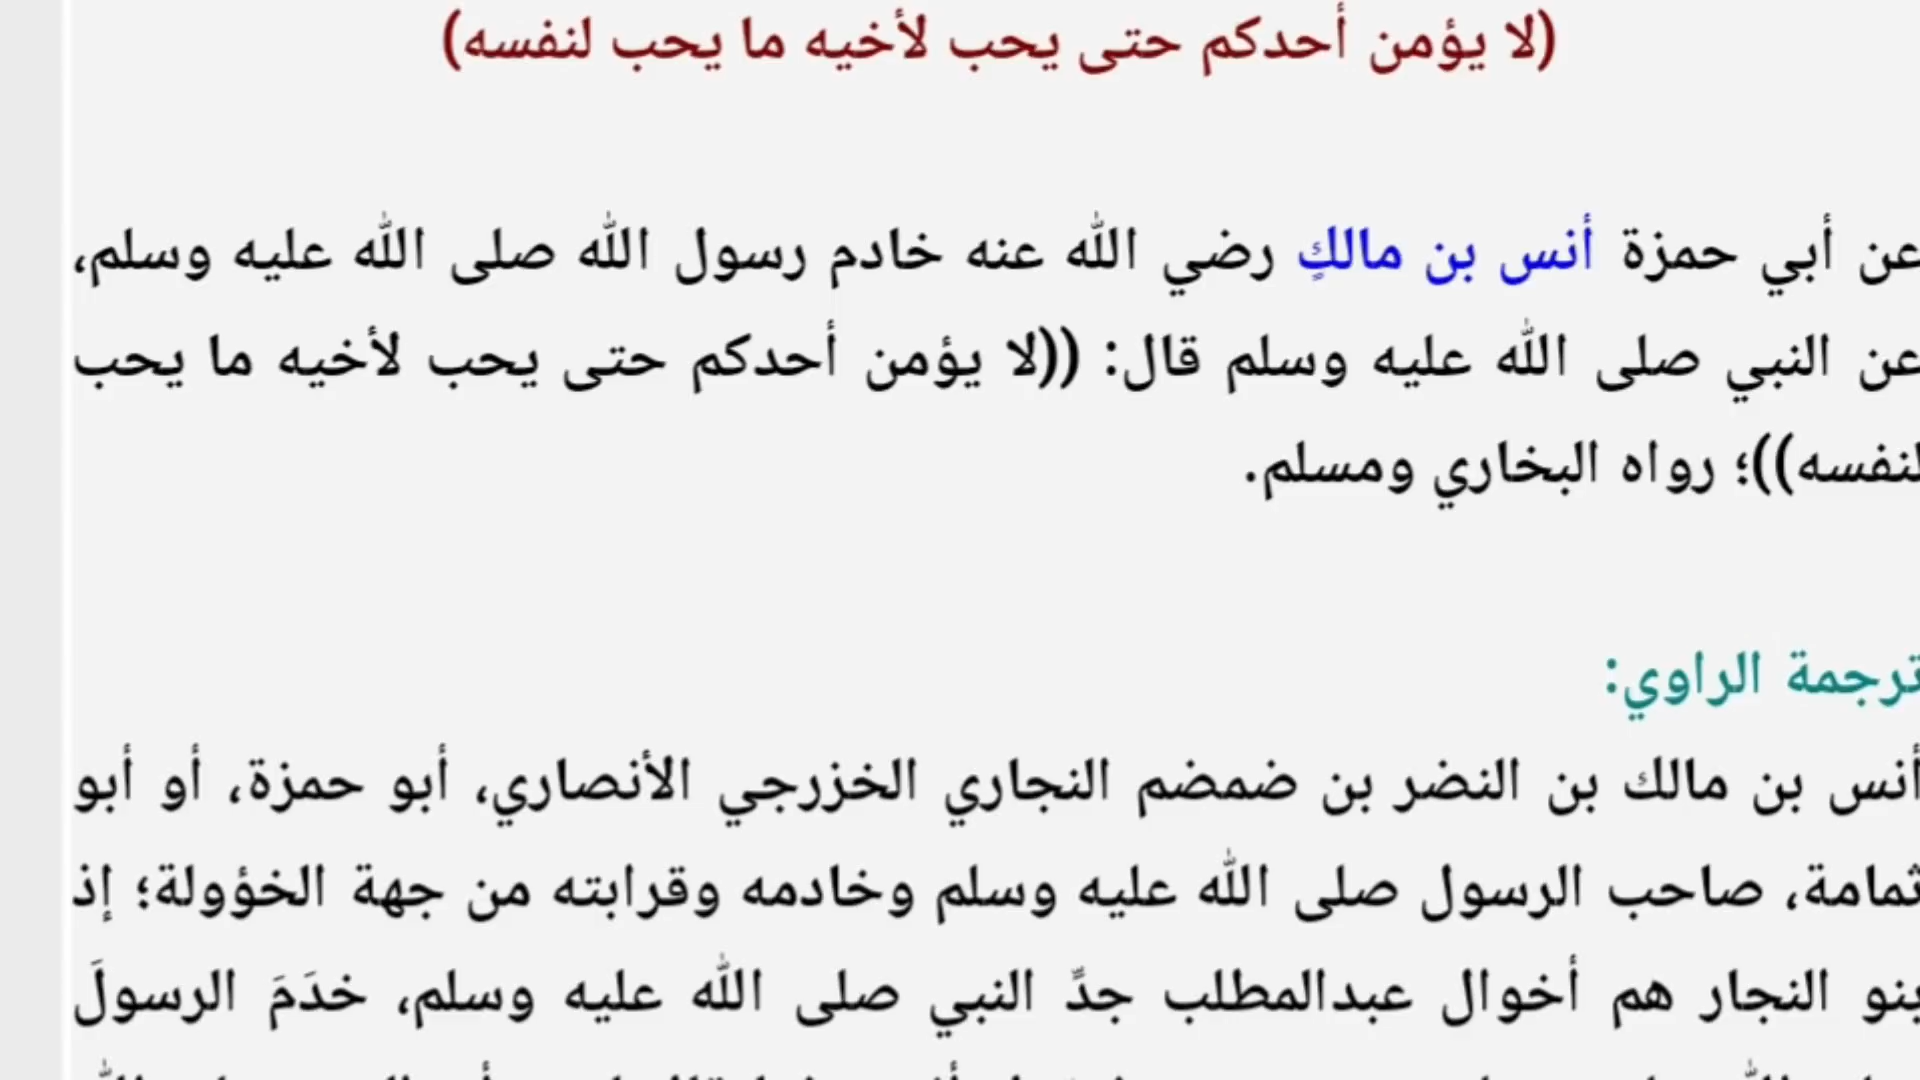 (لا يؤمن أحدكم حتى يحب لأخيه ما يحب لنفسه)
عن أبي حمزة أنس بن مالكٍ رضي الله عنه خادم رسول الله صلى الله عليه وسلم،
عن النبي صلى الله عليه وسلم قال: ((لا يؤمن أحدكم حتى يحب لأخيه ما يحب
لنفسه))؛ رواه البخاري ومسلم.
ترجمة الراوي:
أنس بن مالك بن النضر بن ضمضم النجاري الخزرجي الأنصاري، أبو حمزة، أو أبو
ثمامة، صاحب الرسول صلى الله عليه وسلم وخادمه وقرابته من جهة الخؤولة؛ إذ
بنو النجار هم أخوال عبدالمطلب جدِّ النبي صلى الله عليه وسلم، خدَمَ الرسولَ